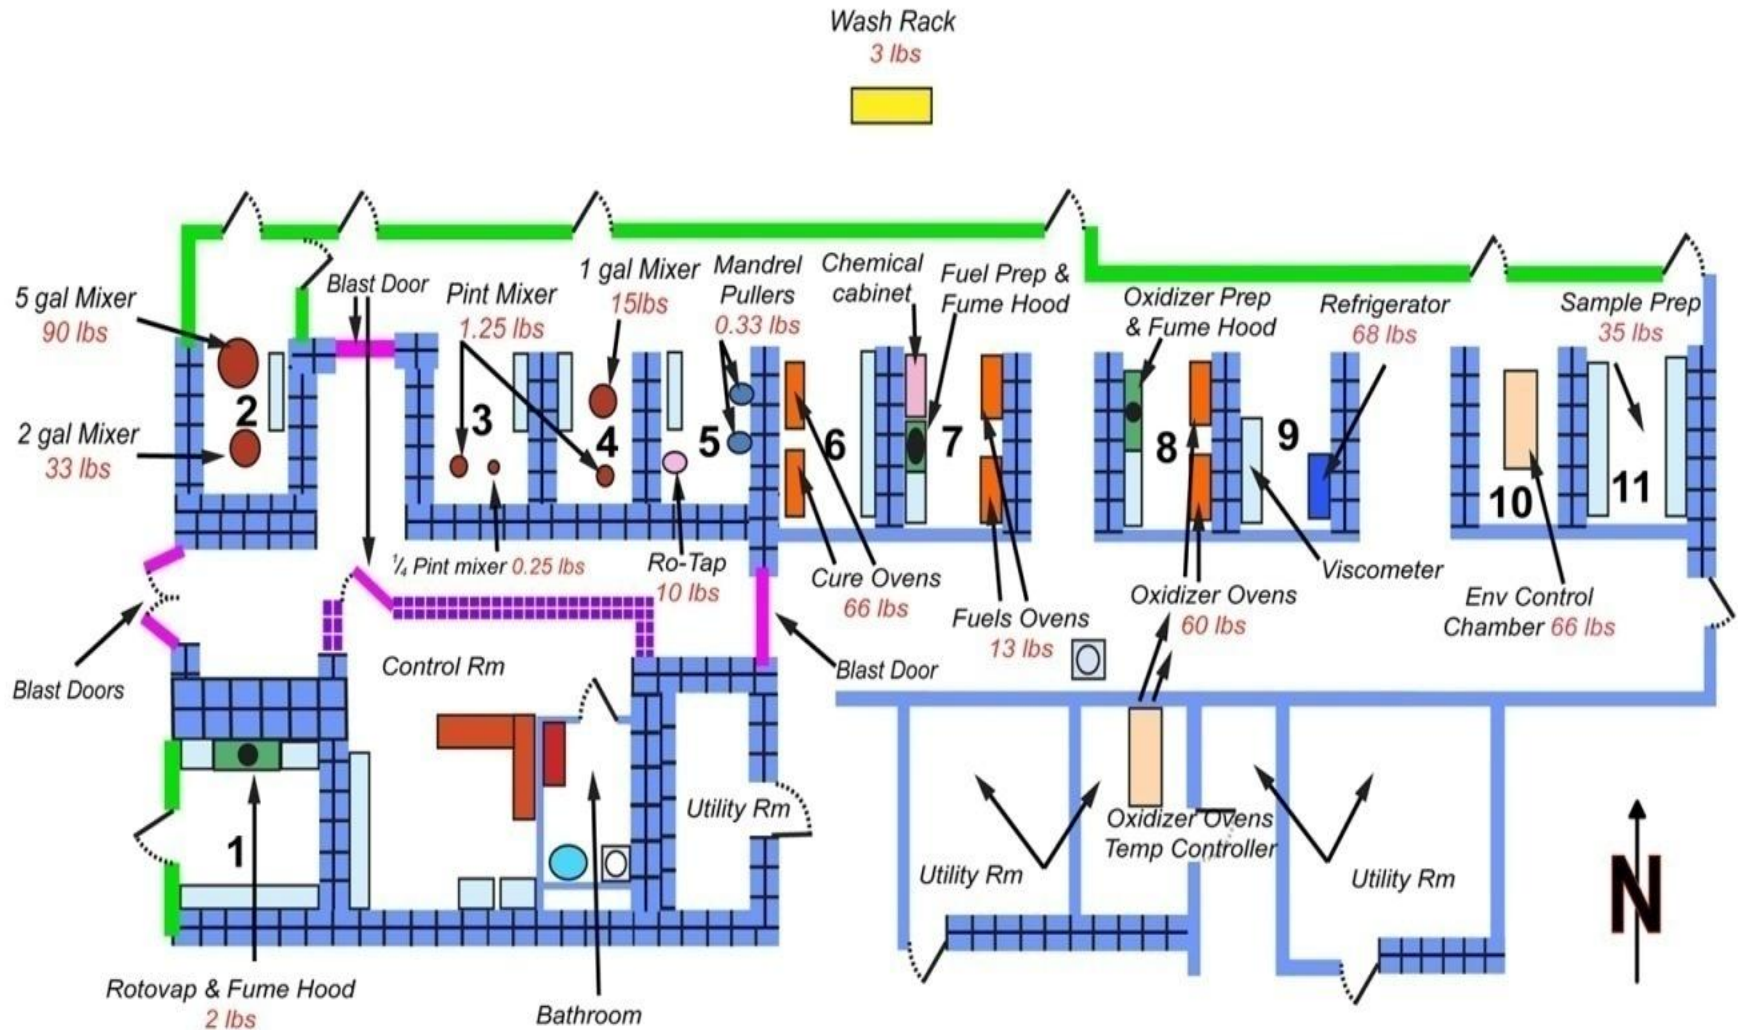 Wash Rack
3 lbs
5 gal Mixer
90 lbs
2 gal Mixer
33 lbs
Blast Door
Pint Mixer
1.25 lbs
1 gal Mixer
15lbs
Mandrel
Pullers
0.33 lbs
Chemical
cabinet
Fuel Prep &
Fume Hood
Oxidizer Prep
& Fume Hood
Refrigerator
68 lbs
Sample Prep
35 lbs
2
3
4
5
6
7
8
9
10
11
¼ Pint mixer 0.25 lbs
Ro-Tap
10 lbs
Cure Ovens
66 lbs
Fuels Ovens
13 lbs
Oxidizer Ovens
60 lbs
Viscometer
Env Control
Chamber 66 lbs
Blast Doors
Control Rm
Blast Door
Utility Rm
1
Oxidizer Ovens
Temp Controller
Utility Rm
Utility Rm
N
Rotovap & Fume Hood
2 lbs
Bathroom